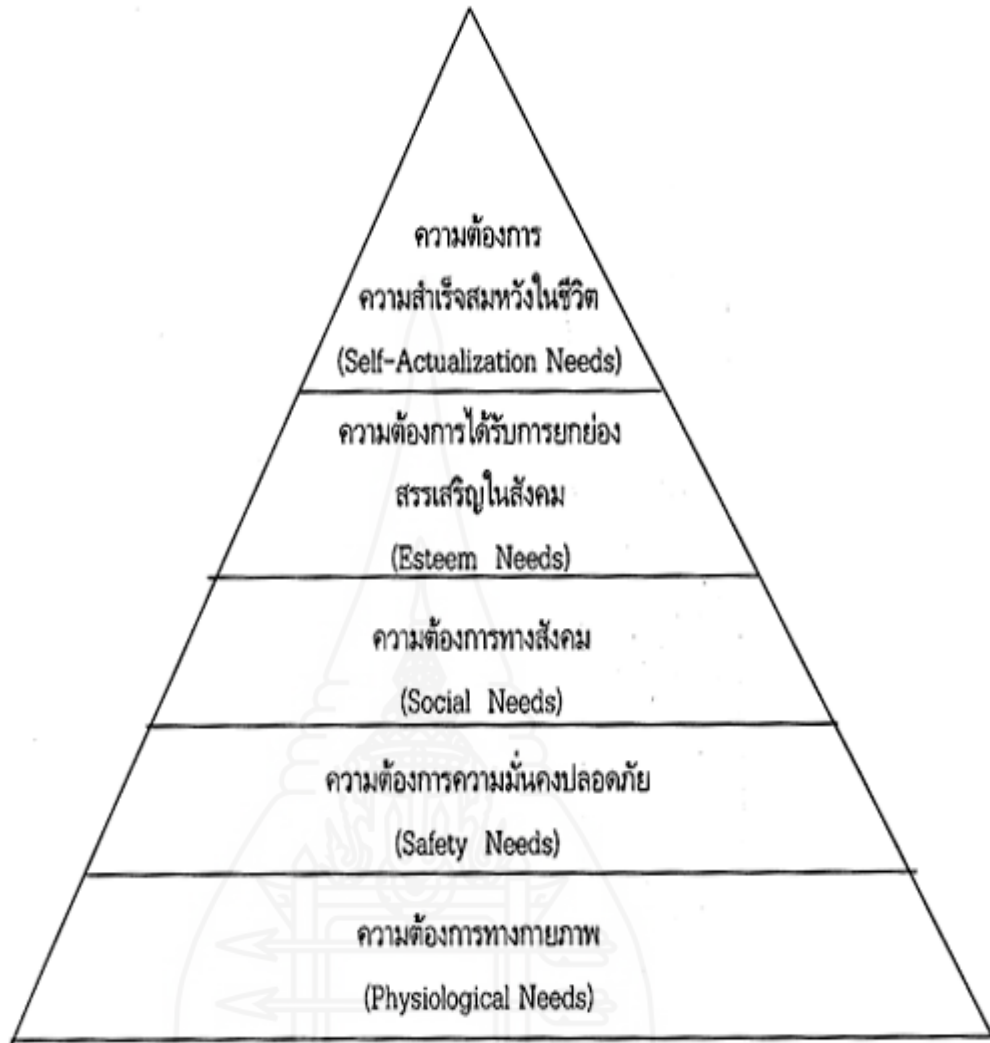 ความต้องการ
ความสำเร็จสมหวังในชีวิต
(Self-Actualization Needs)
ความต้องการได้รับการยกย่อง
สรรเสริญในสังคม
(Esteem Needs)
ความต้องการทางสังคม
(Social Needs)
ความต้องการความมั่นคงปลอดภัย
(Safety Needs)
ความต้องการทางกายภาพ
(Physiological Needs)